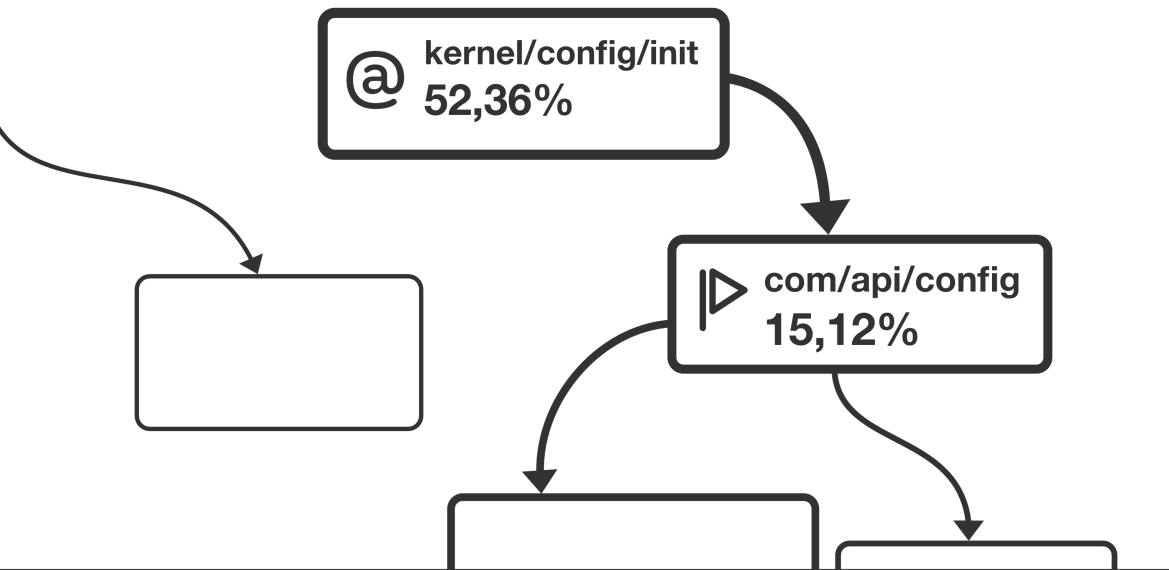 @ kernel/config/init
52,36%
com/api/config
15,12%